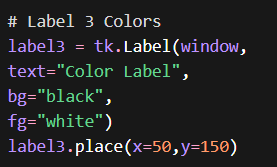 # Label 3 Colors
label3 = tk.Label(window,
text="Color Label",
bg="black",
fg="white")
label3.place(x=50,y=150)